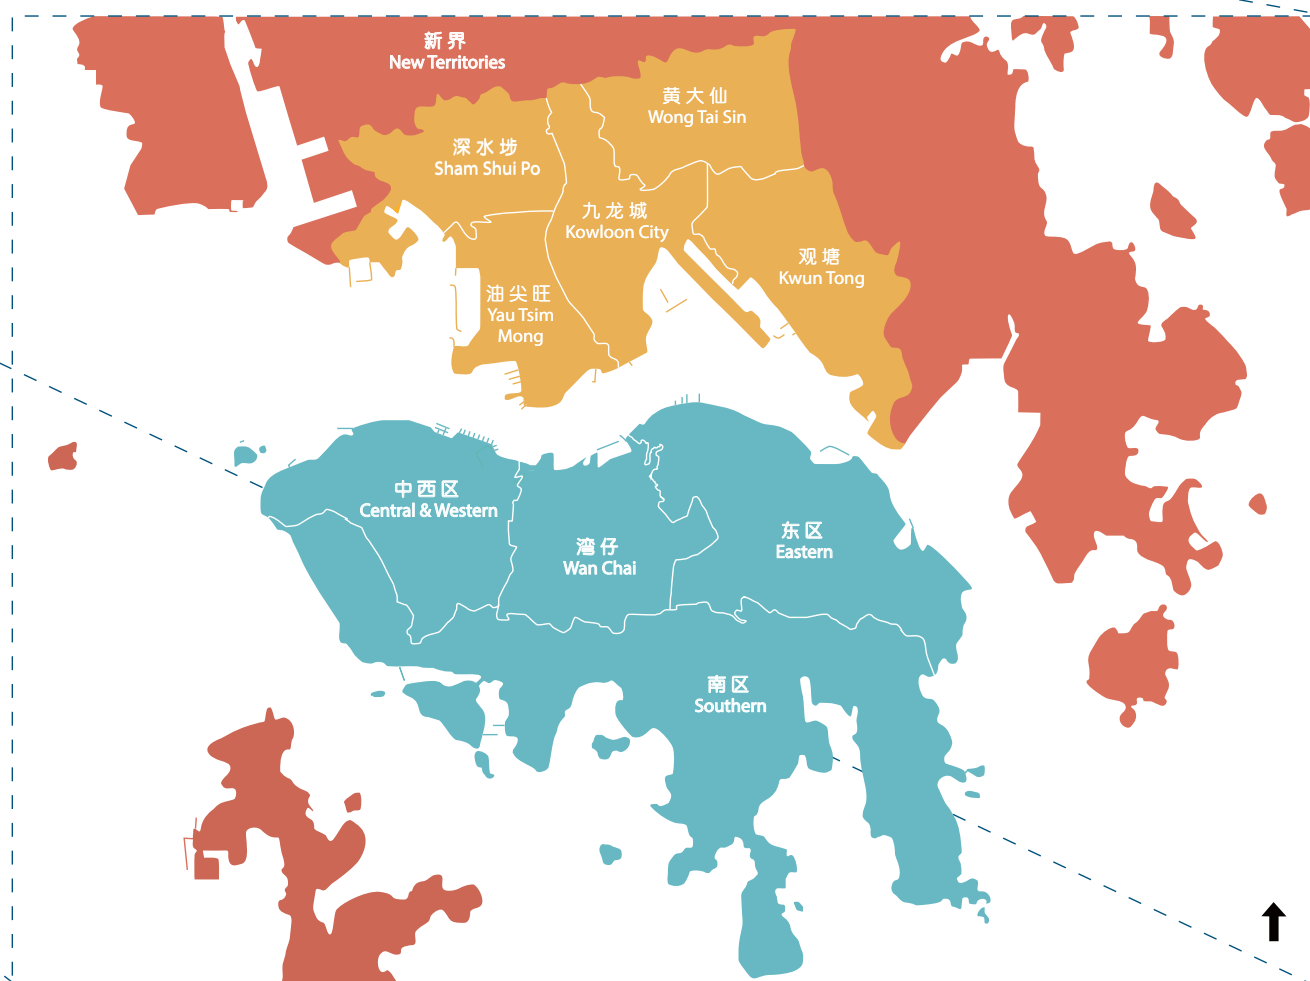 新界
New Territories
黄大仙
Wong Tai Sin
深水埗
Sham Shui Po
九龙城
Kowloon City
观塘
Kwun Tong
油尖旺
Yau Tsim
Mong
中西区
Central & Western
湾仔
Wan Chai
东区
Eastern
南区
Southern